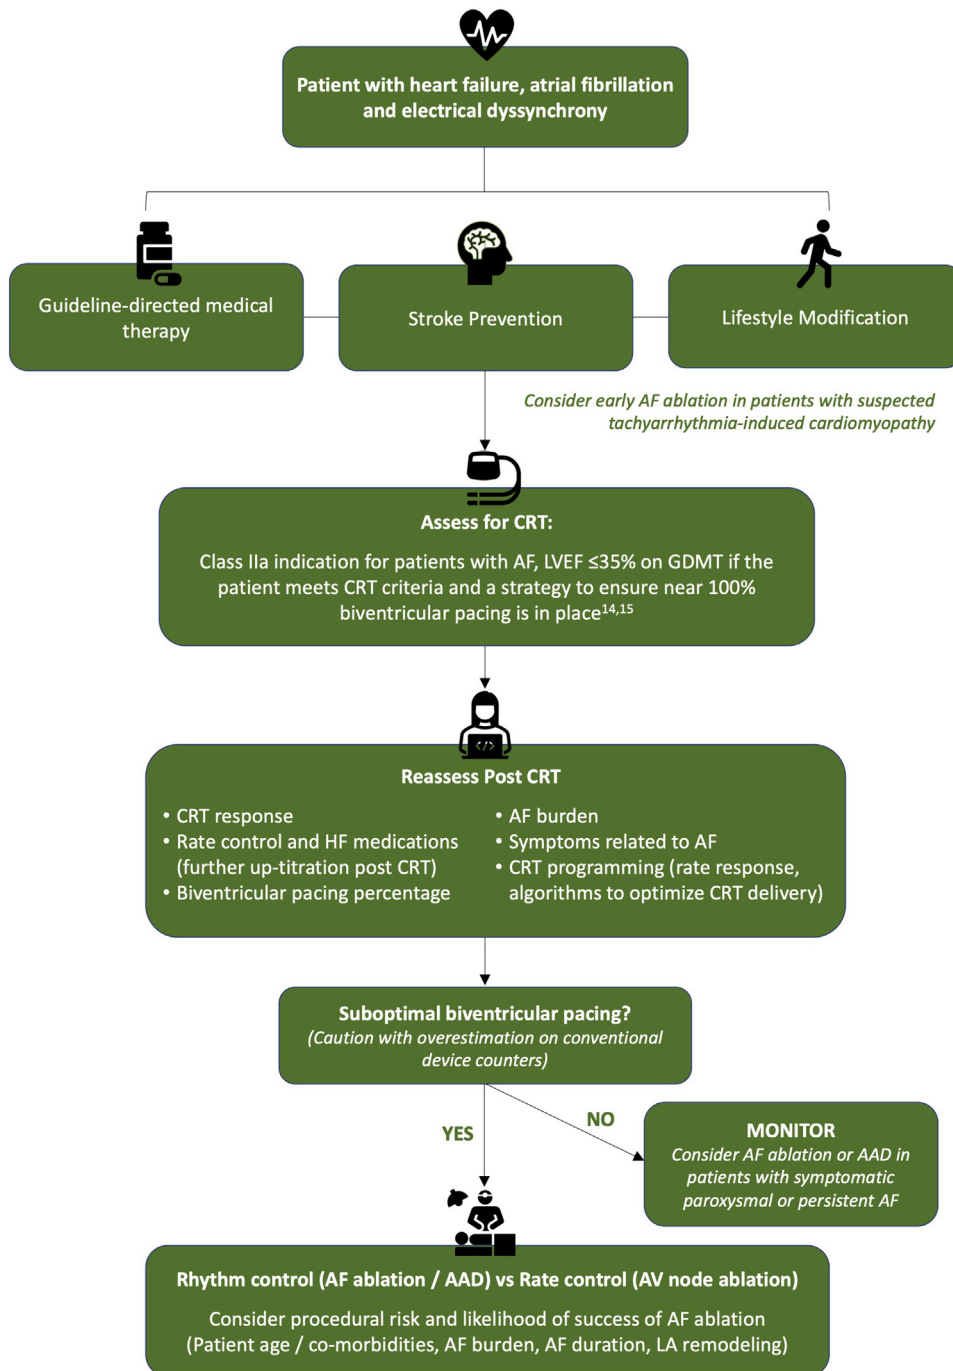 Patient with heart failure, atrial fibrillation
and electrical dyssynchrony
Guideline-directed medical
therapy
Stroke Prevention
Lifestyle Modification
Consider early AF ablation in patients with suspected
tachyarrhythmia-induced cardiomyopathy
Assess for CRT:
Class IIa indication for patients with AF, LVEF ≤35% on GDMT if the
patient meets CRT criteria and a strategy to ensure near 100%
biventricular pacing is in place14,15
</>
Reassess Post CRT
• CRT response
• Rate control and HF medications
(further up-titration post CRT)
• Biventricular pacing percentage
• AF burden
• Symptoms related to AF
• CRT programming (rate response,
algorithms to optimize CRT delivery)
Suboptimal biventricular pacing?
(Caution with overestimation on conventional
device counters)
YES
NO
MONITOR
Consider AF ablation or AAD in
patients with symptomatic
paroxysmal or persistent AF
Rhythm control (AF ablation / AAD) vs Rate control (AV node ablation)
Consider procedural risk and likelihood of success of AF ablation
(Patient age / co-morbidities, AF burden, AF duration, LA remodeling)